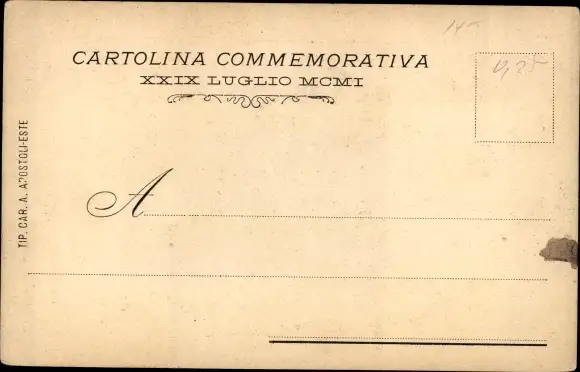 CARTOLINA COMMEMORATIVA
XXIX LUGLIO MCMI
A
TIP. CAR. A. APOSTOLI-ESTE